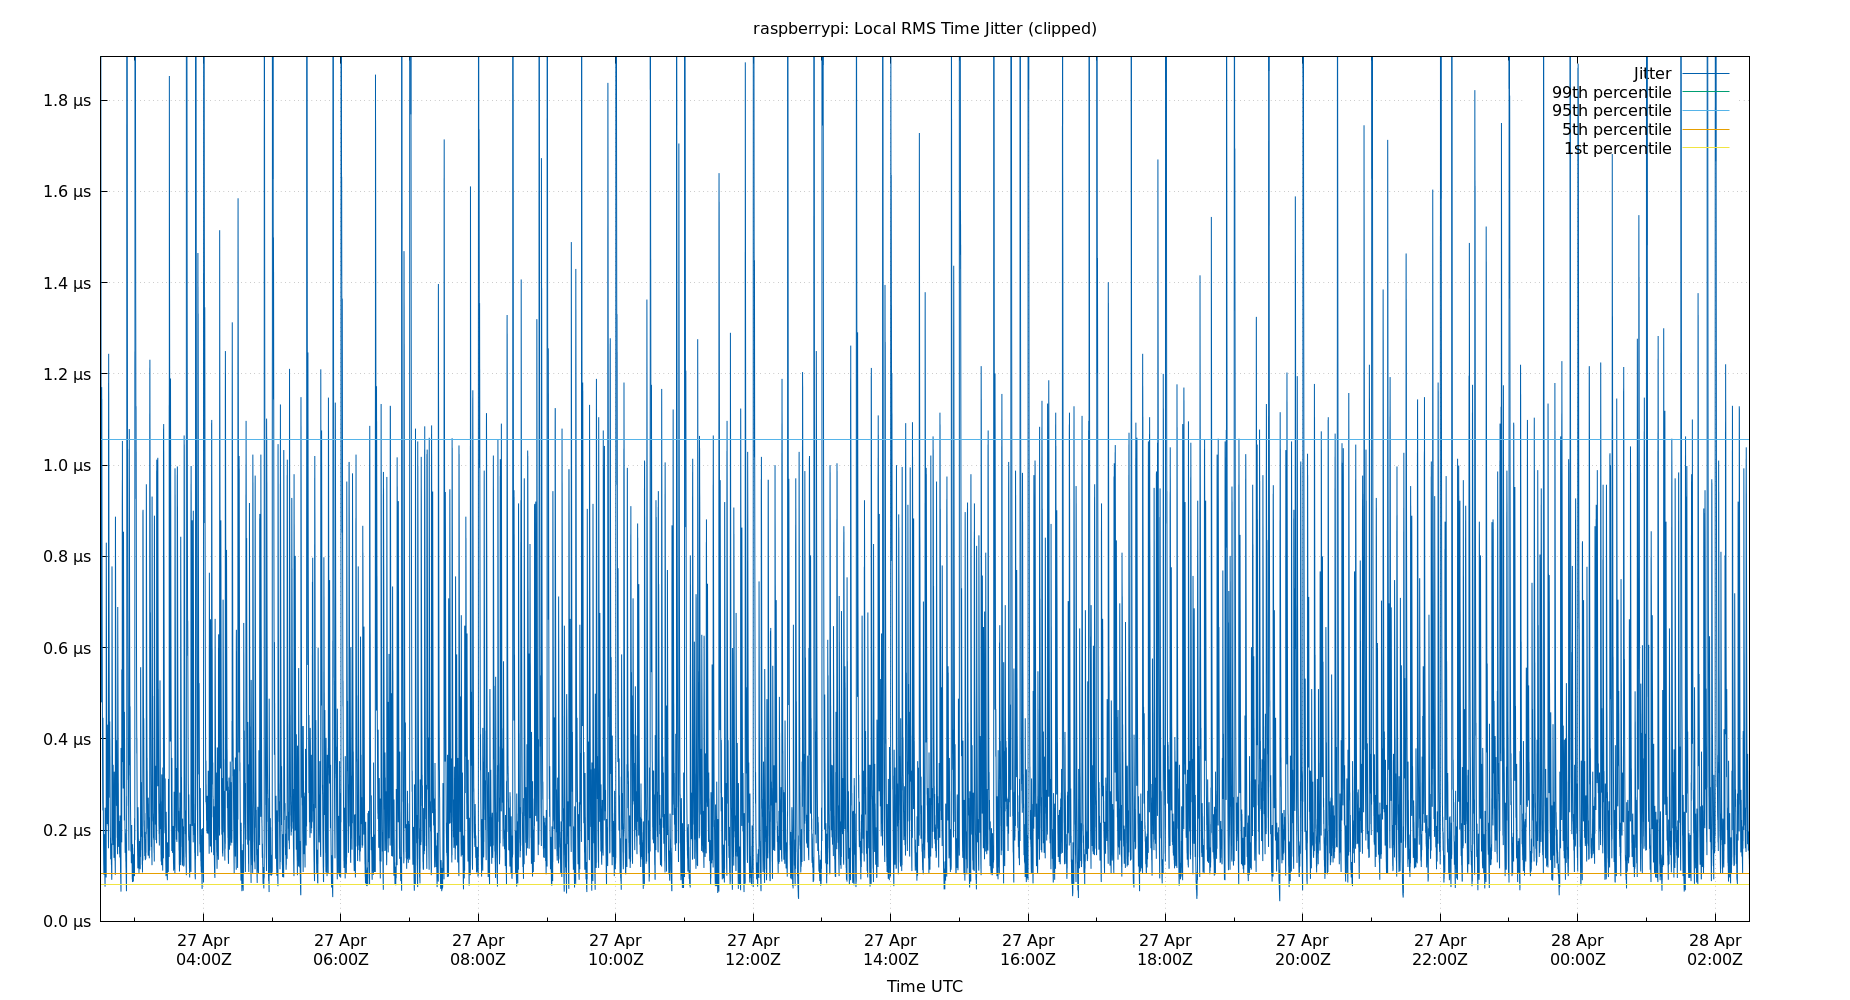 raspberrypi: Local RMS Time Jitter (clipped)
Jitter
99th percentile
95th percentile
5th percentile
1st percentile
1.8 µs
1.6 µs
1.4 µs
1.2 µs
1.0 µs
0.8 µs
0.6 µs
0.4 µs
0.2 µs
0.0 µs
27 Apr 27 Apr 27 Apr 27 Apr 27 Apr 27 Apr 27 Apr 27 Apr 27 Apr 27 Apr 28 Apr 28 Apr
04:00Z 06:00Z 08:00Z 10:00Z 12:00Z 14:00Z 16:00Z 18:00Z 20:00Z 22:00Z 00:00Z 02:00Z
Time UTC